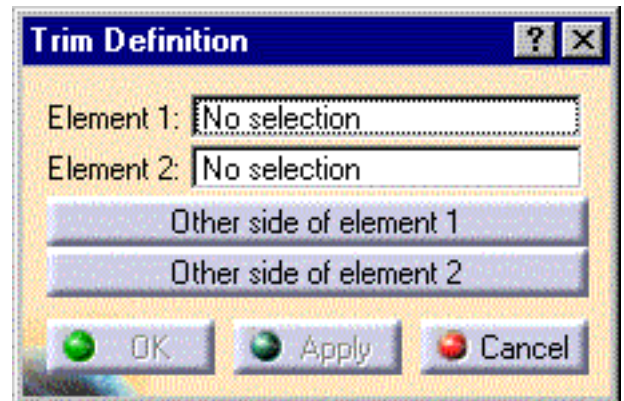 Trim Definition ? X
Element 1: No selection
Element 2: No selection
Other side of element 1
Other side of element 2
OK Apply Cancel